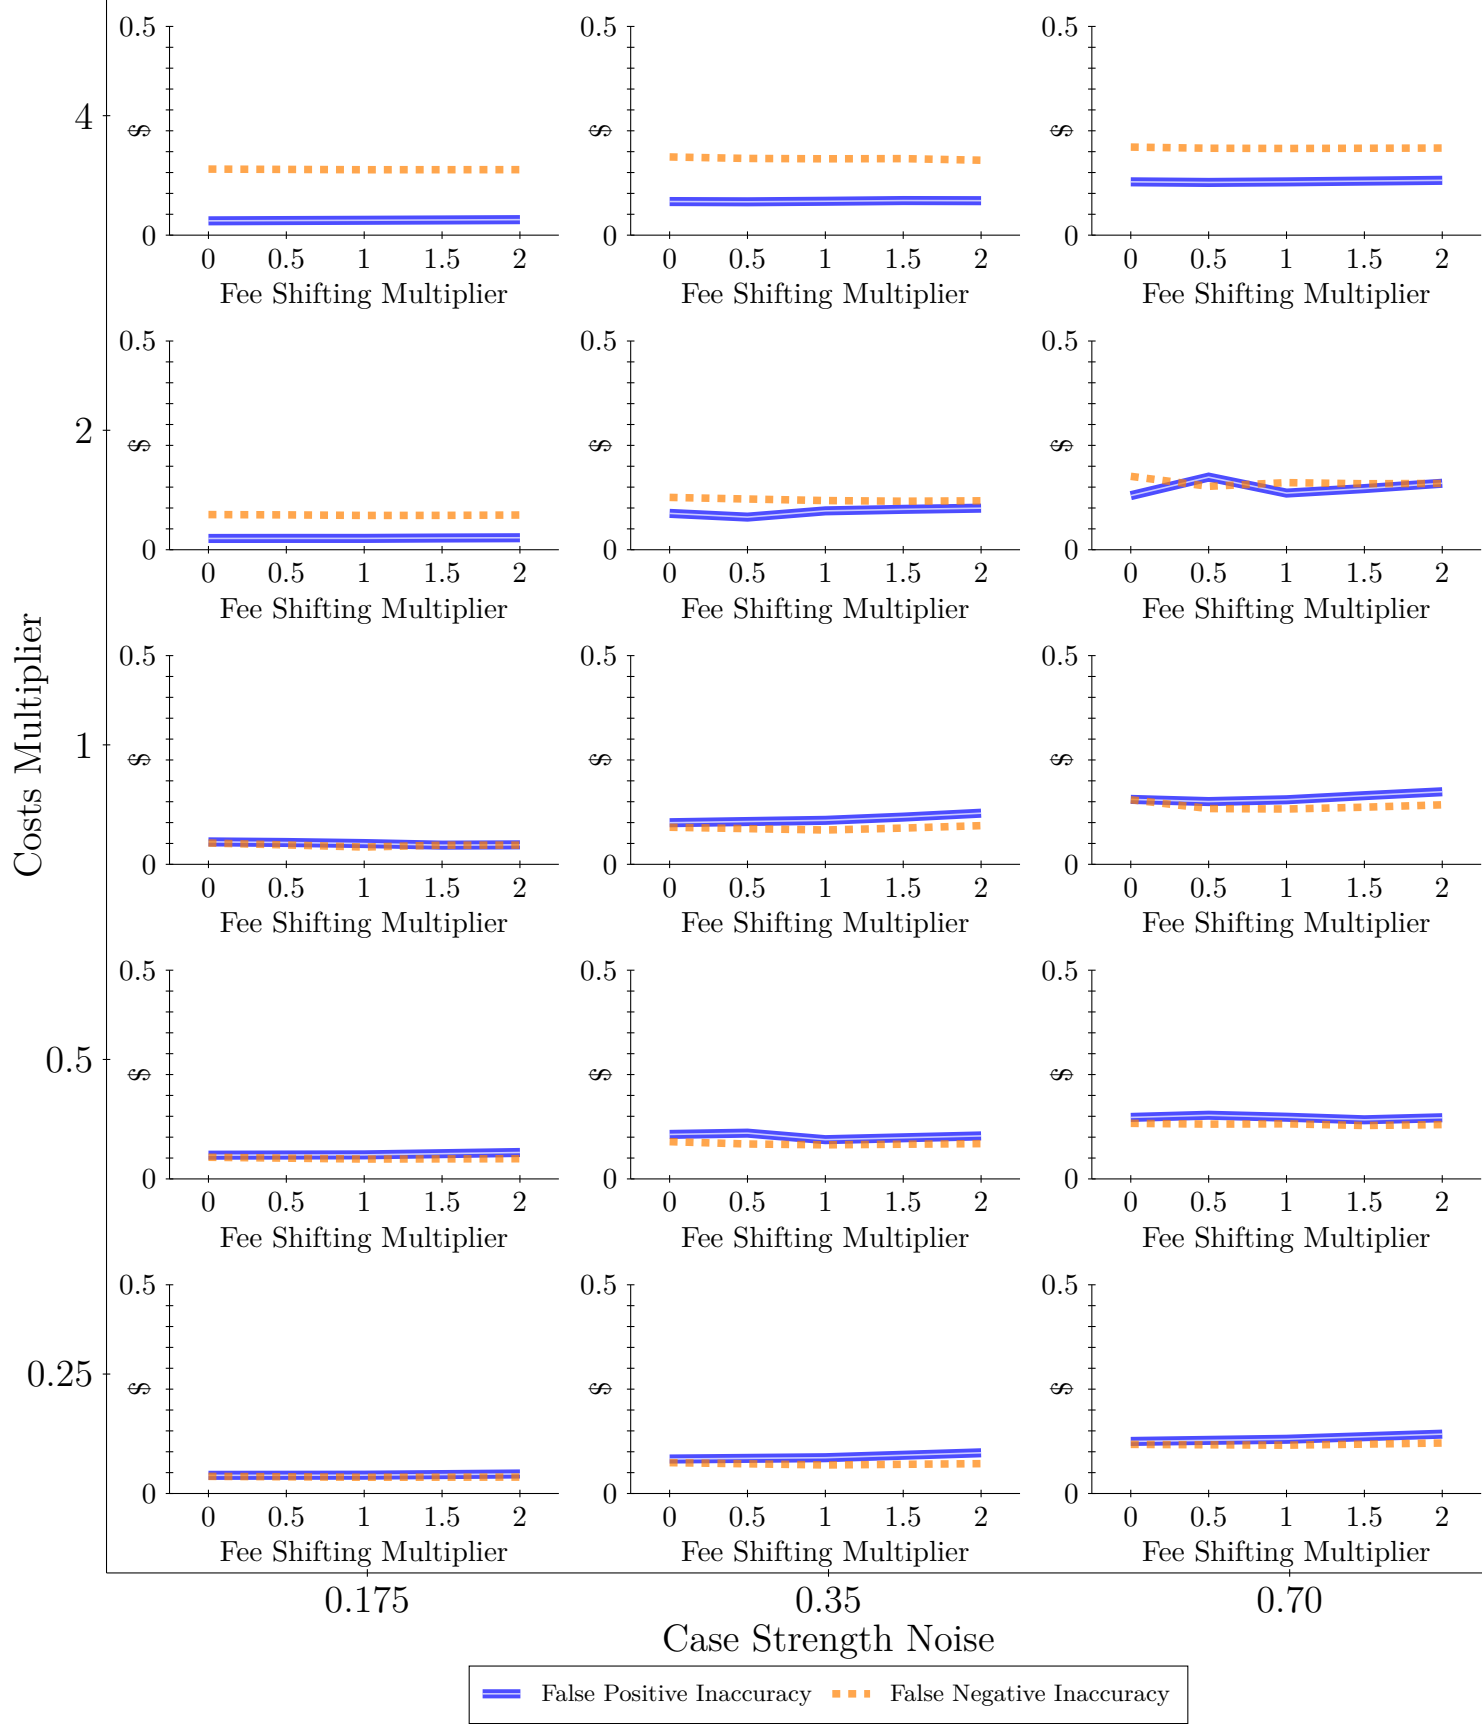 Costs Multiplier
4
0.5 0.5 0.5
$ $ $
0 0 0
0 0.5 1 1.5 2 0 0.5 1 1.5 2 0 0.5 1 1.5 2
Fee Shifting Multiplier Fee Shifting Multiplier Fee Shifting Multiplier
2
0.5 0.5 0.5
$ $ $
0 0 0
0 0.5 1 1.5 2 0 0.5 1 1.5 2 0 0.5 1 1.5 2
Fee Shifting Multiplier Fee Shifting Multiplier Fee Shifting Multiplier
1
0.5 0.5 0.5
$ $ $
0 0 0
0 0.5 1 1.5 2 0 0.5 1 1.5 2 0 0.5 1 1.5 2
Fee Shifting Multiplier Fee Shifting Multiplier Fee Shifting Multiplier
0.5
0.5 0.5 0.5
$ $ $
0 0 0
0 0.5 1 1.5 2 0 0.5 1 1.5 2 0 0.5 1 1.5 2
Fee Shifting Multiplier Fee Shifting Multiplier Fee Shifting Multiplier
0.25
0.5 0.5 0.5
$ $ $
0 0 0
0 0.5 1 1.5 2 0 0.5 1 1.5 2 0 0.5 1 1.5 2
Fee Shifting Multiplier Fee Shifting Multiplier Fee Shifting Multiplier
0.175 0.35 0.70
Case Strength Noise
False Positive Inaccuracy False Negative Inaccuracy